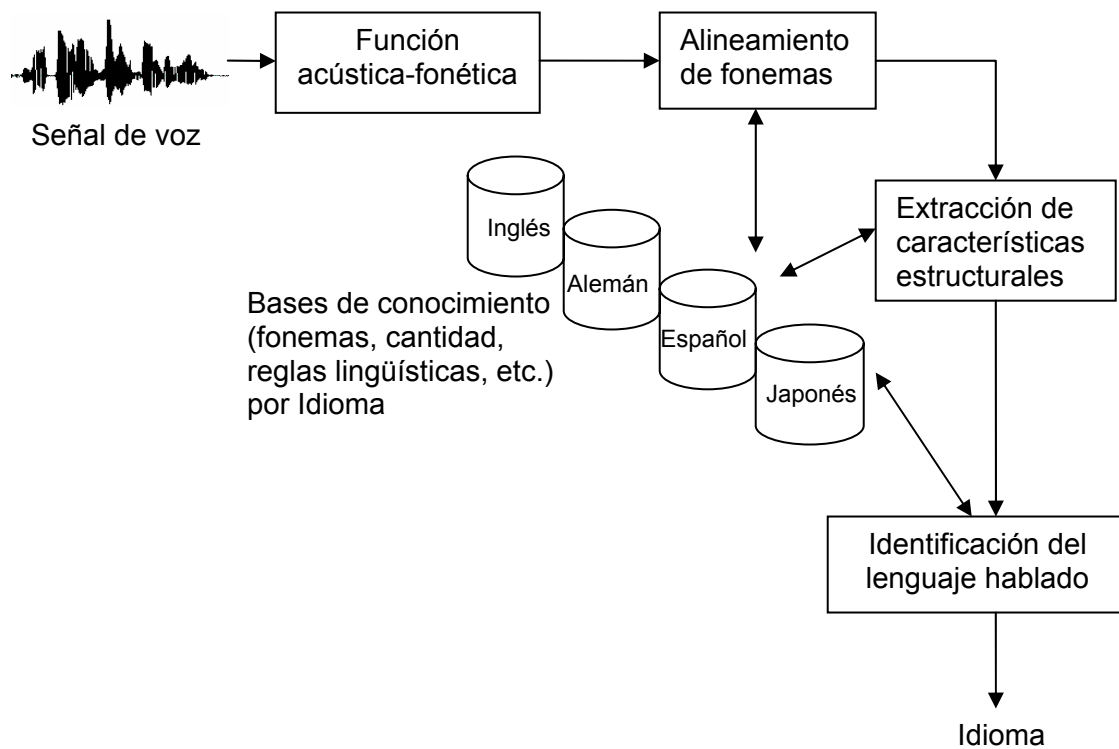 Función
acústica-fonética
Alineamiento
de fonemas
Señal de voz
Extracción de
características
estructurales
Inglés
Alemán
Español
Japonés
Bases de conocimiento
(fonemas, cantidad,
reglas lingüísticas, etc.)
por Idioma
Identificación del
lenguaje hablado
Idioma